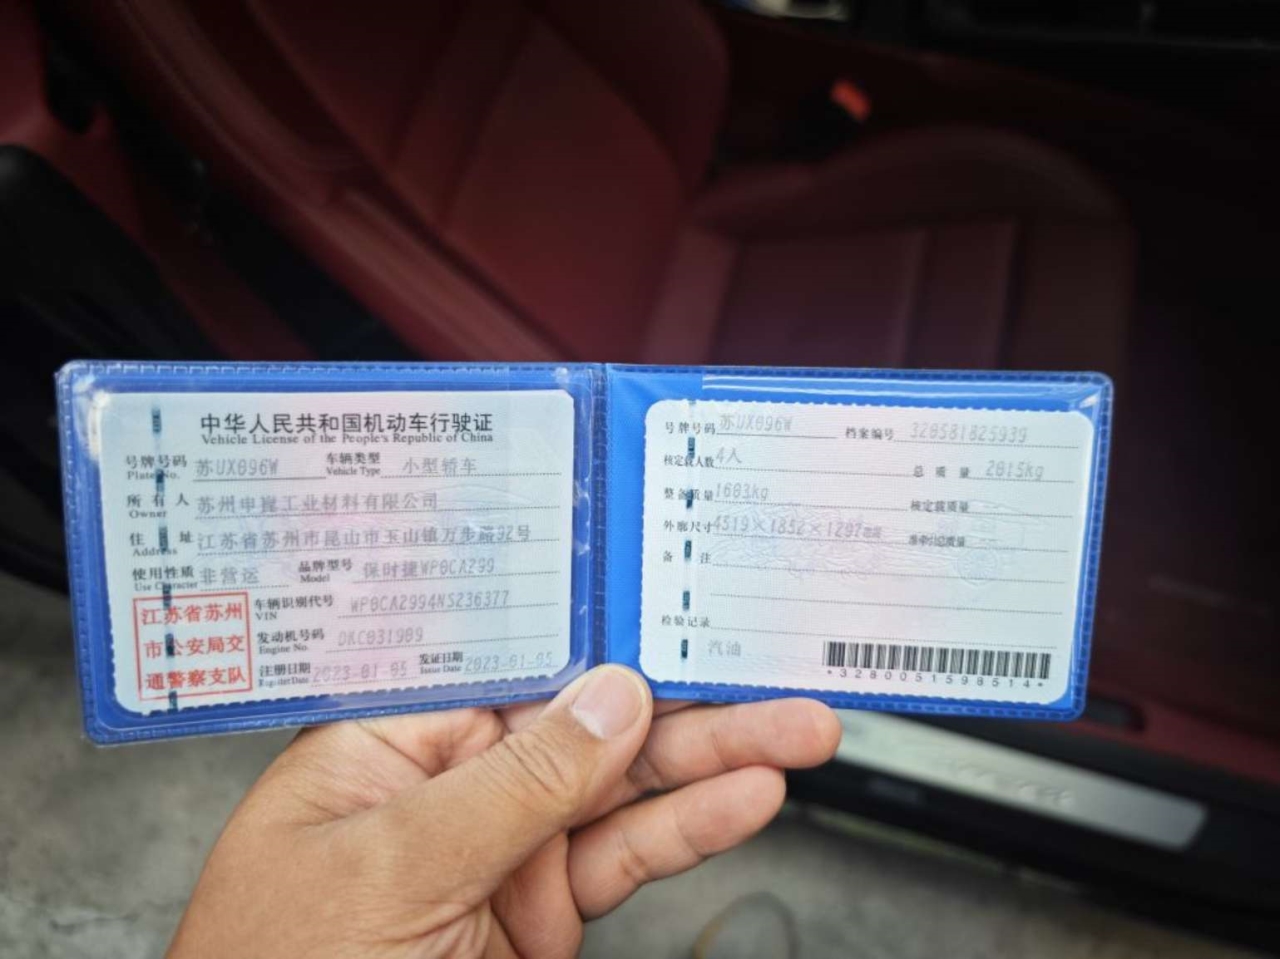 中华人民共和国机动车行驶证
Vehicle License of the People's Republic of China
号牌号码 苏UX096W 车辆类型 小型轿车
Plate No. Vehicle Type
所有人 苏州申 工业材料有限公司
Owner
住址 江苏省苏州市昆山市玉山镇万步路92号
Address
使用性质 非营运 品牌型号 保时捷WP0CA299
Use Character Model
江苏省苏州
市公安局交
通警察支队
车辆识别代号 WP0CA2994NS236377
VIN
发动机号码 DKC031989
Engine No.
注册日期 2023-01-05 发证日期 2023-01-05
Register Date Issue Date
号牌号码 苏UX096W 档案编号 320581825939
核定载人数 4人 总质量 2015kg
整备质量 1603kg 核定载质量
外廓尺寸 4519×1852×1297mm 准牵引总质量
备注
检验记录
汽油
*3280051598514*